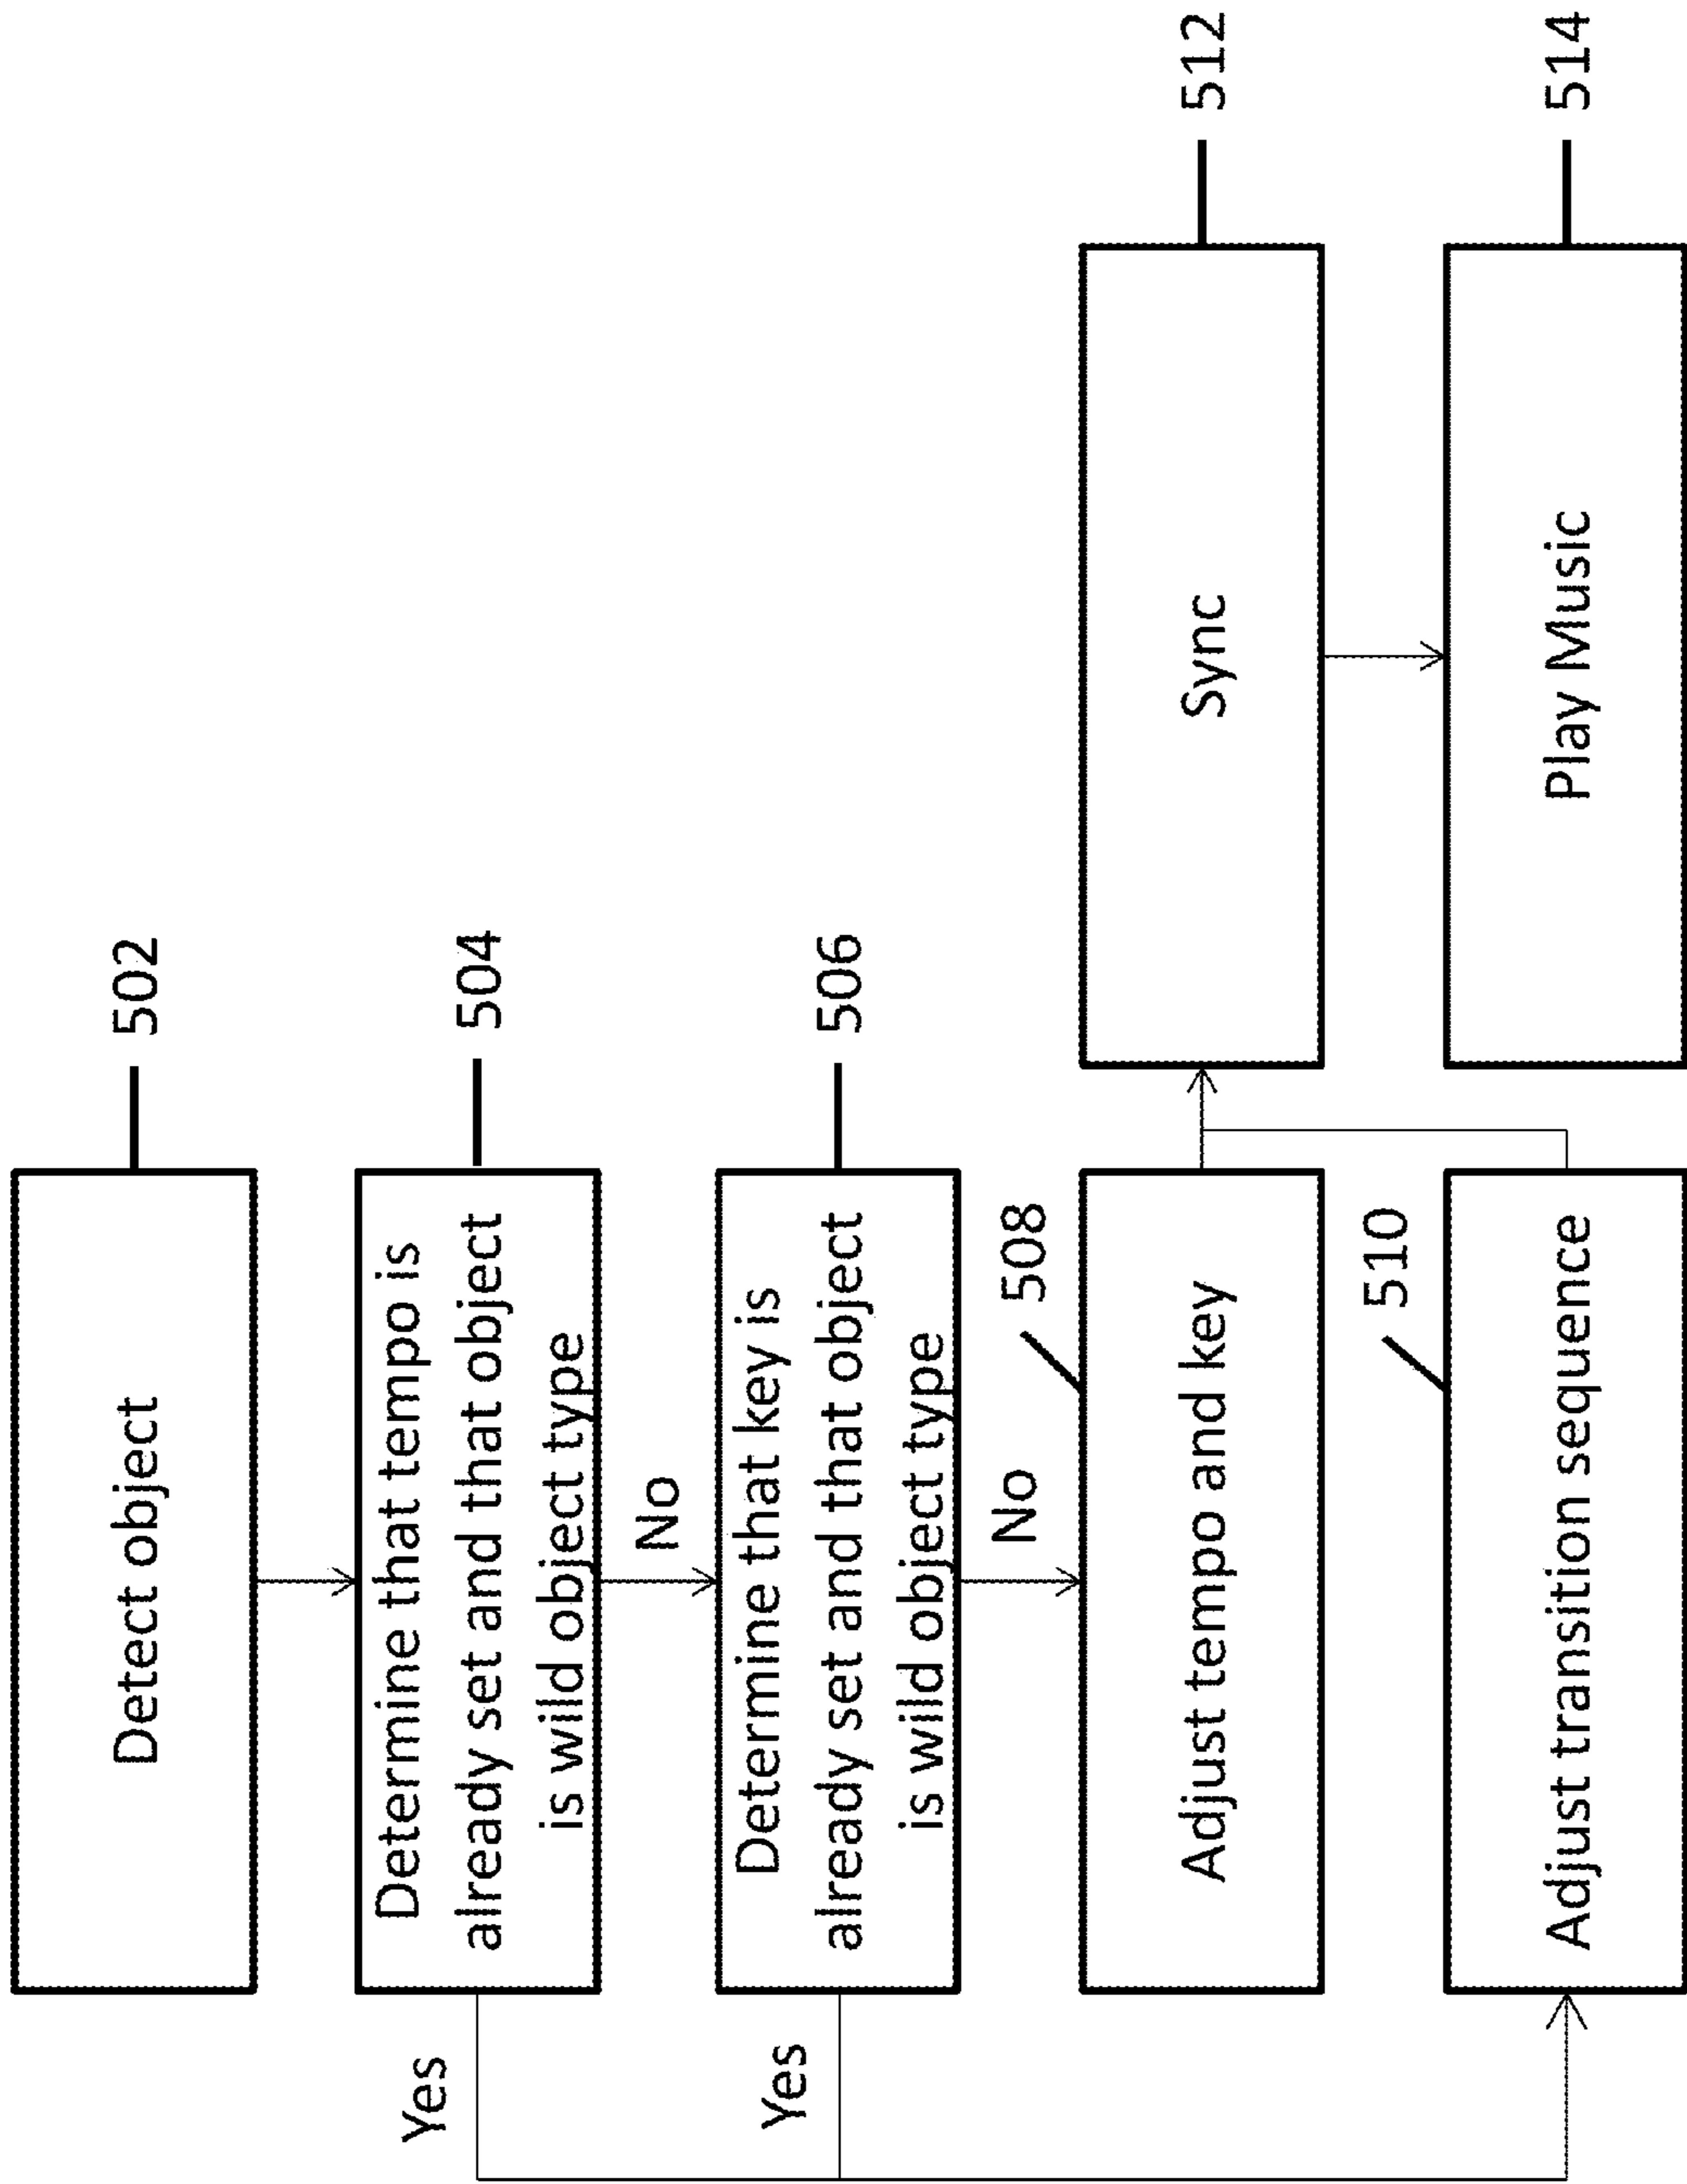 Detect object
502
Determine that tempo is
already set and that object
is wild object type
504
Yes
No
Determine that key is
already set and that object
is wild object type
506
Yes
No
508
Adjust tempo and key
510
Adjust transition sequence
Sync
512
Play Music
514